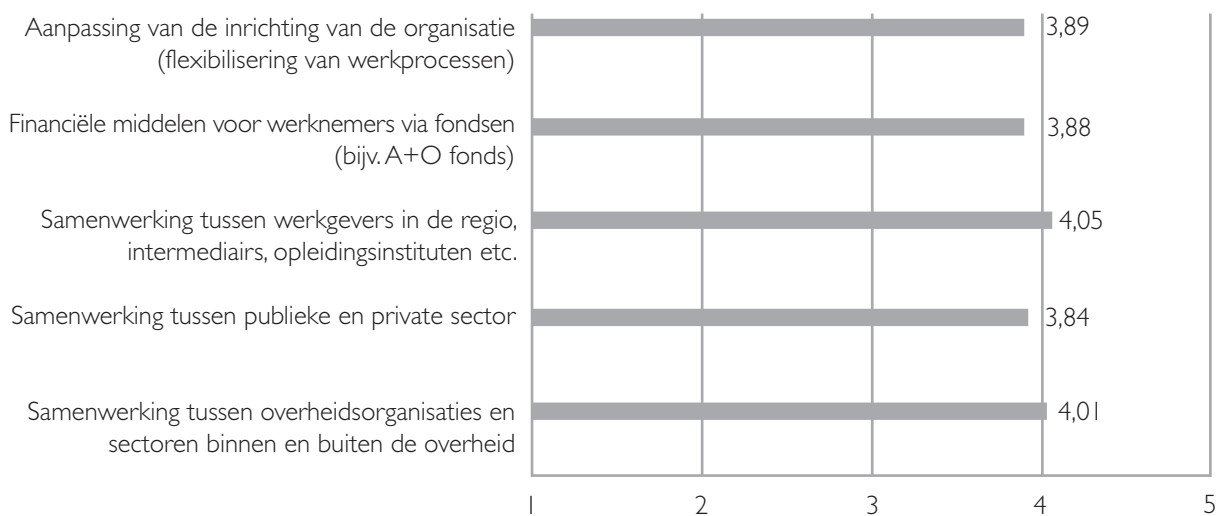 Aanpassing van de inrichting van de organisatie
(flexibilisering van werkprocessen)
3,89
Financiële middelen voor werknemers via fondsen
(bijv. A+O fonds)
3,88
Samenwerking tussen werkgevers in de regio,
intermediairs, opleidingsinstituten etc.
4,05
Samenwerking tussen publieke en private sector
3,84
Samenwerking tussen overheidsorganisaties en
sectoren binnen en buiten de overheid
4,01
1 2 3 4 5